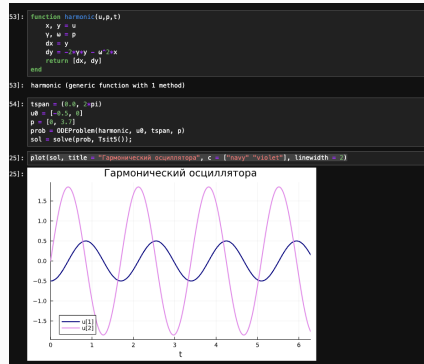 53]: function harmonic(u,p,t)
x, y = u
γ, ω = p
dx = y
dy = -2*γ*y - ω^2*x
return [dx, dy]
end
53]: harmonic (generic function with 1 method)
54]: tspan = (0.0, 2*pi)
u0 = [-0.5, 0]
p = [0, 3.7]
prob = ODEProblem(harmonic, u0, tspan, p)
sol = solve(prob, Tsit5());
25]: plot(sol, title = "Гармонический осциллятора", c = ["navy" "violet"], linewidth = 2)
25]:
Гармонический осциллятора
1.5
1.0
0.5
0.0
-0.5
-1.0
-1.5
u[1]
u[2]
0 1 2 3 4 5 6
t